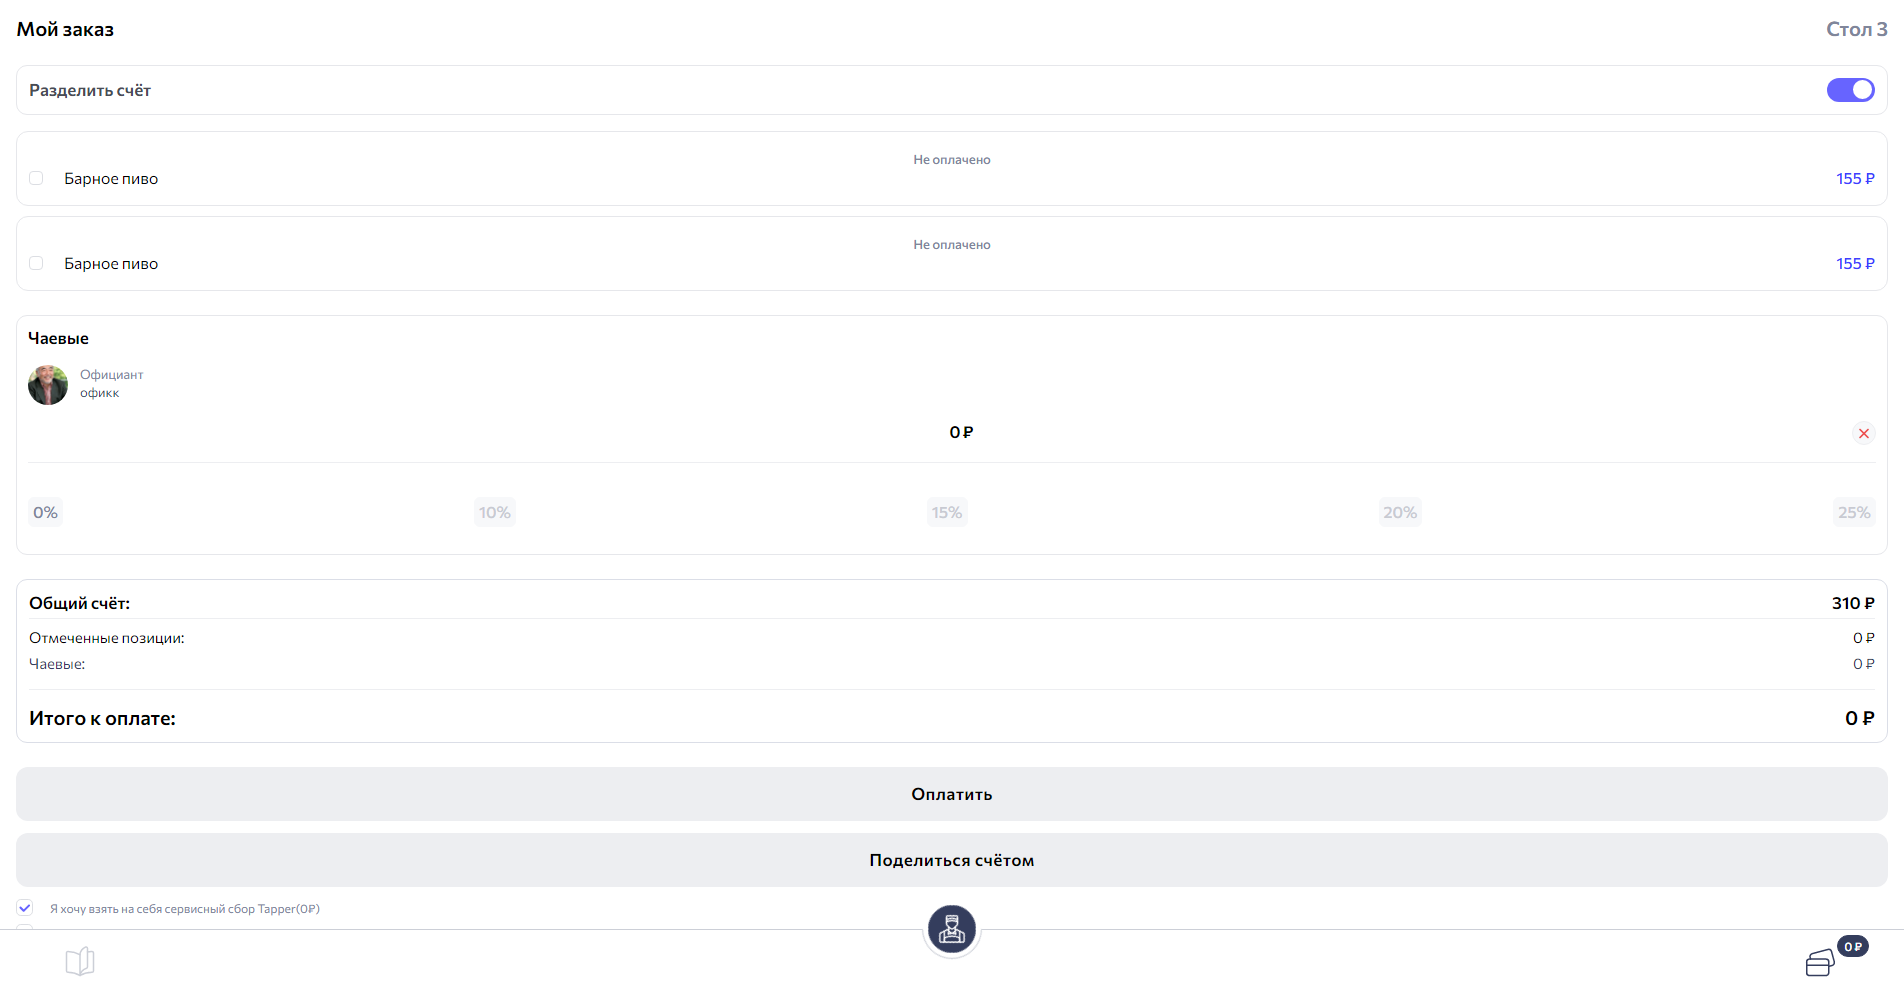 Мой заказ
Стол 3
Разделить счёт
Не оплачено
Барное пиво
155 ₽
Не оплачено
Барное пиво
155 ₽
Чаевые
Официант
офикк
0 ₽
0%
10%
15%
20%
25%
Общий счёт:
310 ₽
Отмеченные позиции:
0 ₽
Чаевые:
0 ₽
Итого к оплате:
0 ₽
Оплатить
Поделиться счётом
Я хочу взять на себя сервисный сбор Tapper(0₽)
0 ₽